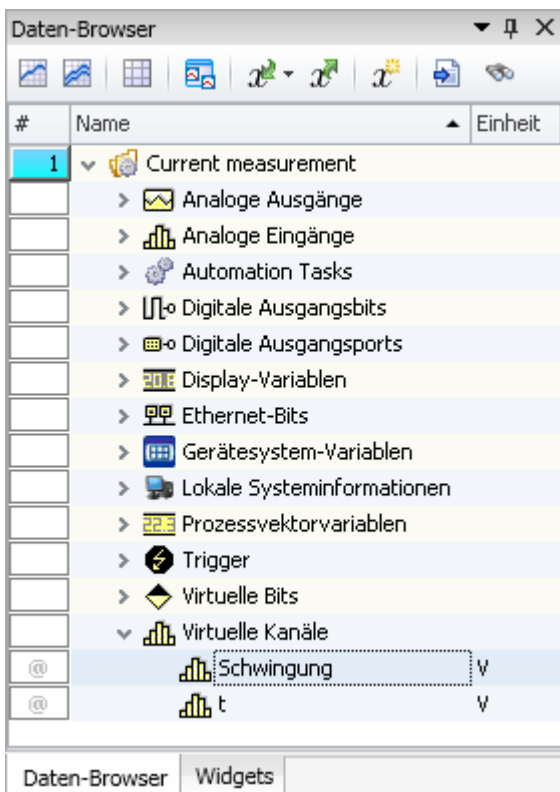 Daten-Browser
# Name Einheit
1 Current measurement
Analoge Ausgänge
Analoge Eingänge
Automation Tasks
Digitale Ausgangsbits
Digitale Ausgangsports
Display-Variablen
Ethernet-Bits
Gerätesystem-Variablen
Lokale Systeminformationen
Prozessvektorvariablen
Trigger
Virtuelle Bits
Virtuelle Kanäle
@ Schwingung V
@ t V
Daten-Browser Widgets